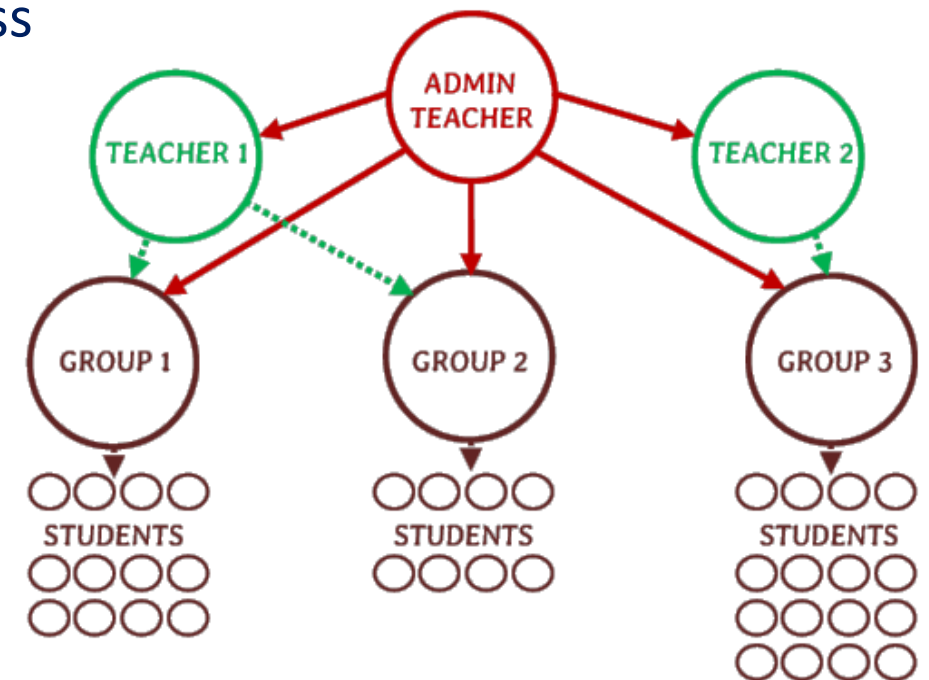 ss
ADMIN
TEACHER
TEACHER 1
TEACHER 2
GROUP 1
GROUP 2
GROUP 3
STUDENTS
STUDENTS
STUDENTS